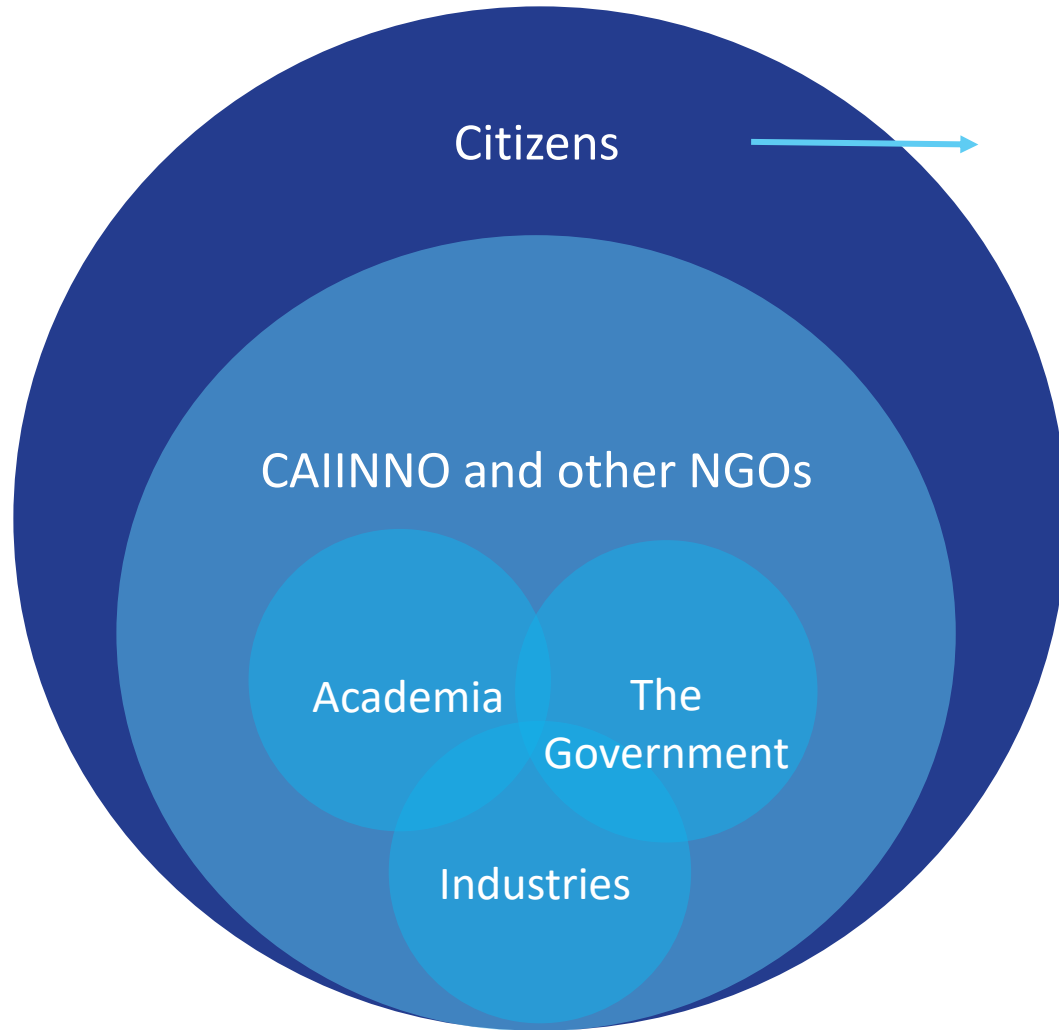 Citizens
CAIINNO and other NGOs
Academia
The
Government
Industries